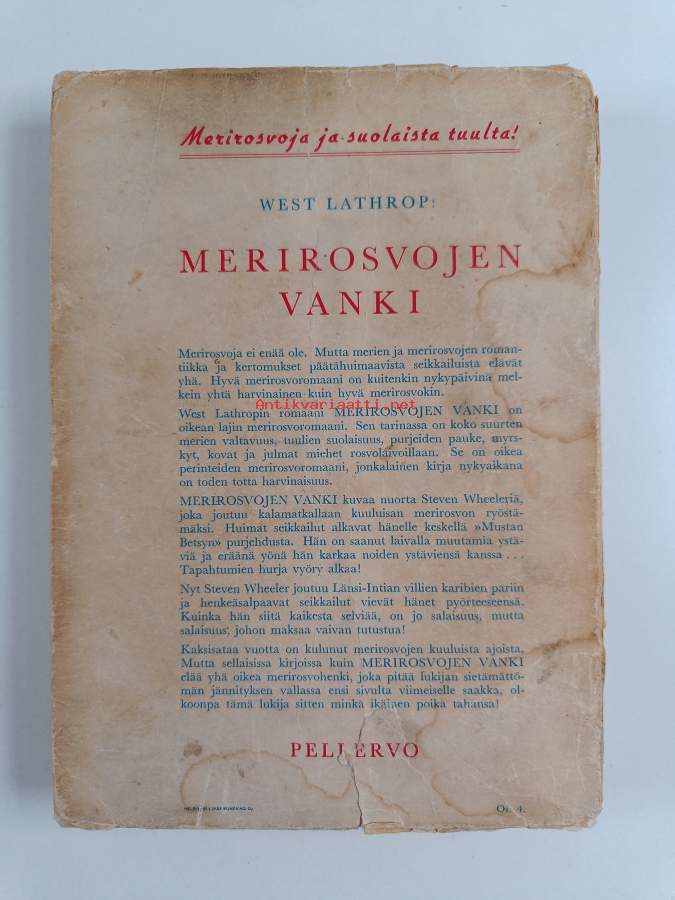 Merirosvoja ja suolaista tuulta!
WEST LATHROP:
MERIROSVOJEN
VANKI
Merirosvoja ei enää ole. Mutta merien ja merirosvojen roman-
tiikka ja kertomukset päätähuimaavista seikkailuista elävät
yhä. Hyvä merirosvoromaani on kuitenkin nykypäivinä mel-
kein yhtä harvinainen kuin hyvä merirosvokin.
Antikvariaatti.net
West Lathropin romaani MERIROSVOJEN VANKI on
oikean lajin merirosvoromaani. Sen tarinassa on koko suurten
merien valtavuus, tuulien suolaisuus, purjeiden pauke, myrs-
kyt, kovat ja julmat miehet rosvolaivoillaan. Se on oikea
perinteiden merirosvoromaani, jonkalainen kirja nykyaikana
on toden totta harvinaisuus.
MERIROSVOJEN VANKI kuvaa nuorta Steven Wheeleriä,
joka joutuu kalamatkallaan kuuluisan merirosvon ryöstä-
mäksi. Huimat seikkailut alkavat hänelle keskellä »Mustan
Betsyn» purjehdusta. Hän on saanut laivalla muutamia ystä-
viä ja eräänä yönä hän karkaa noiden ystäviensä kanssa . . .
Tapahtumien hurja vyöry alkaa!
Nyt Steven Wheeler joutuu Länsi-Intian villien karibien pariin
ja henkeäsalpaavat seikkailut vievät hänet pyörteeseensä.
Kuinka hän siitä kaikesta selviää, on jo salaisuus, mutta
salaisuus, johon maksaa vaivan tutustua!
Kaksisataa vuotta on kulunut merirosvojen kuuluista ajoista.
Mutta sellaisissa kirjoissa kuin MERIROSVOJEN VANKI
elää yhä oikea merirosvohenki, joka pitää lukijan sietämättö-
män jännityksen vallassa ensi sivulta viimeiselle saakka, ol-
koonpa tämä lukija sitten minkä ikäinen poika tahansa!
PELLERVO